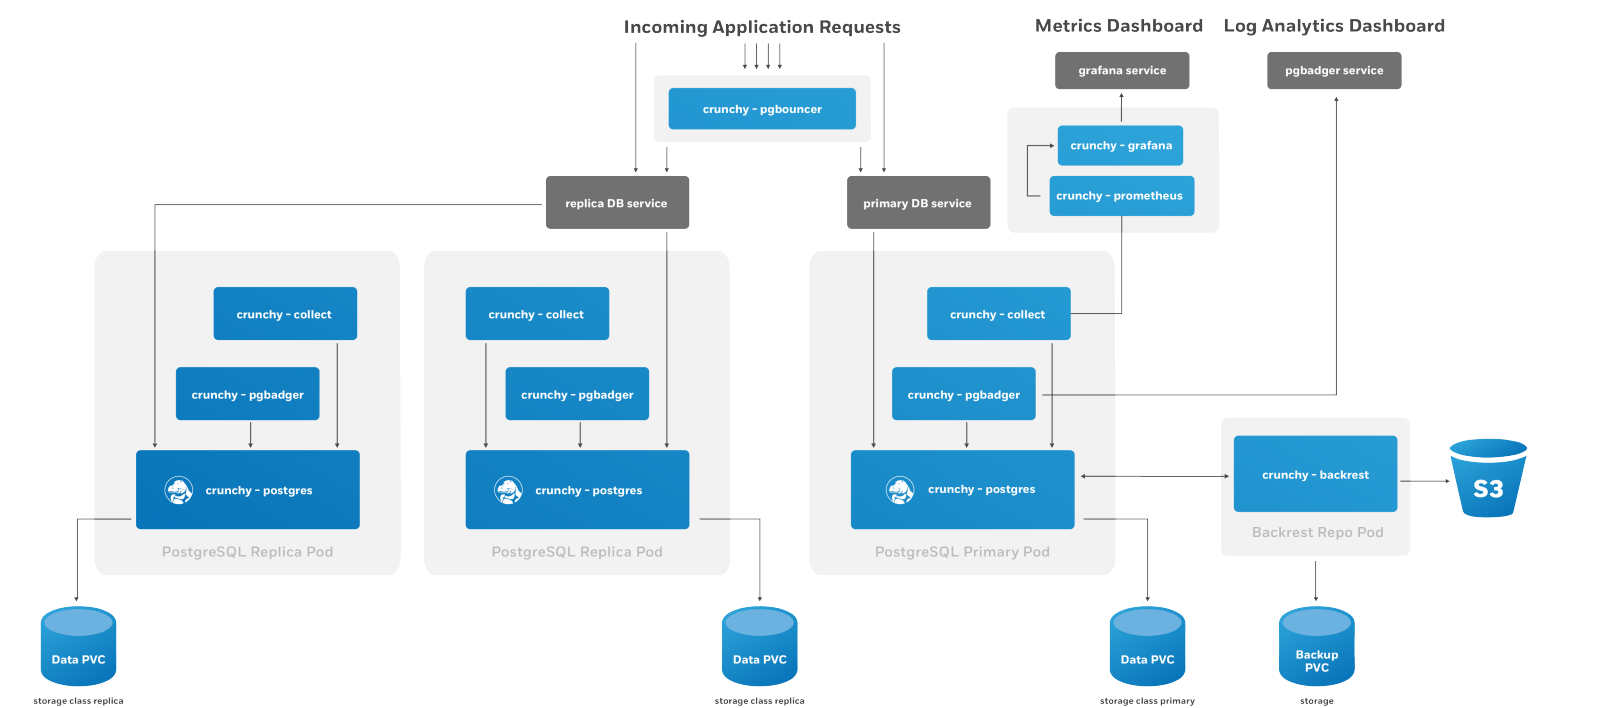 Incoming Application Requests
Metrics Dashboard
Log Analytics Dashboard
grafana service
pgbadger service
crunchy - pgbouncer
crunchy - grafana
crunchy - prometheus
replica DB service
primary DB service
crunchy - collect
crunchy - collect
crunchy - collect
crunchy - pgbadger
crunchy - pgbadger
crunchy - pgbadger
crunchy - postgres
crunchy - postgres
crunchy - postgres
crunchy - backrest
S3
PostgreSQL Replica Pod
PostgreSQL Replica Pod
PostgreSQL Primary Pod
Backrest Repo Pod
Data PVC
Data PVC
Data PVC
Backup
PVC
storage class replica
storage class replica
storage class primary
storage